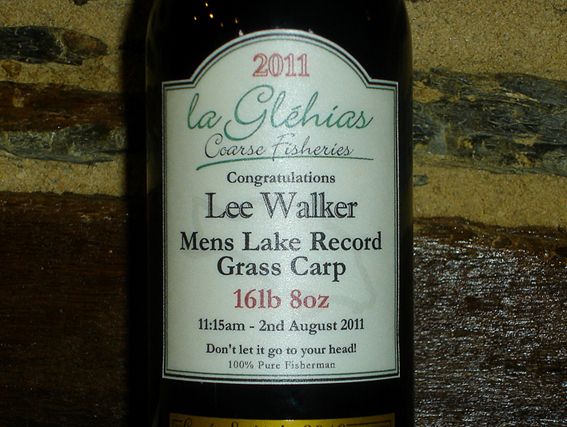 2011
la Gléhias
Coarse Fisheries
Congratulations
Lee Walker
Mens Lake Record
Grass Carp
16lb 8oz
11:15am - 2nd August 2011
Don't let it go to your head!
100% Pure Fisherman